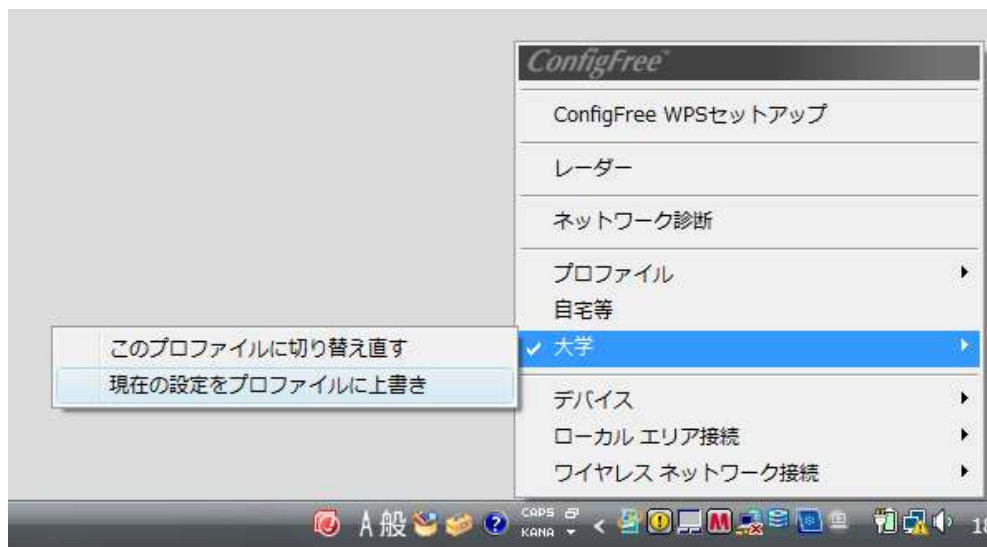 ConfigFree™
ConfigFree WPSセットアップ
レーダー
ネットワーク診断
プロファイル
自宅等
大学
このプロファイルに切り替え直す
現在の設定をプロファイルに上書き
デバイス
ローカル エリア接続
ワイヤレス ネットワーク接続
A 般
CAPS
KANA
18